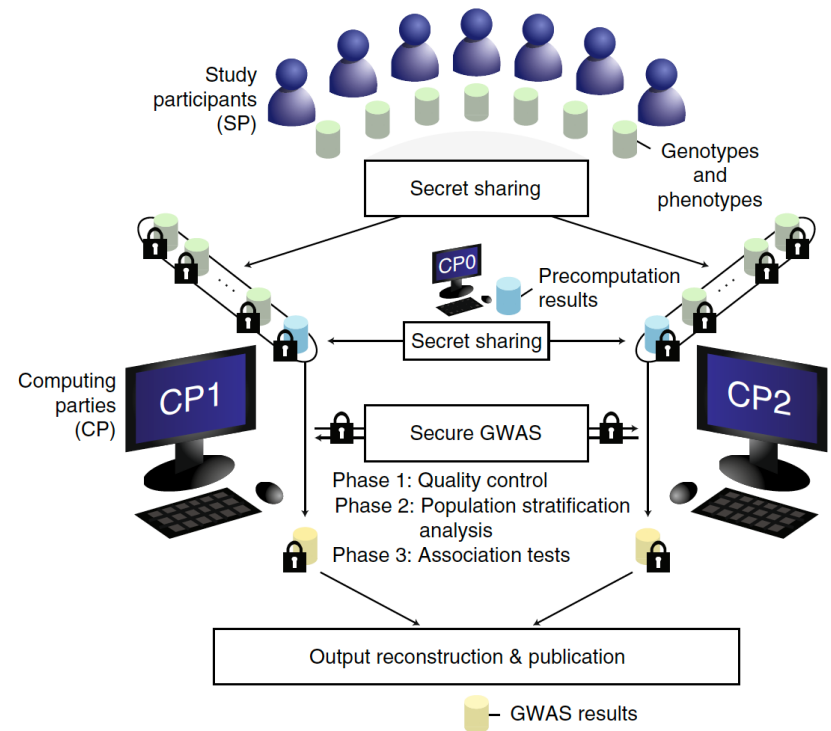 Study
participants
(SP)
Genotypes
and
phenotypes
Secret sharing
CP0
Precomputation
results
Secret sharing
Computing
parties
(CP)
CP1
CP2
Secure GWAS
Phase 1: Quality control
Phase 2: Population stratification
analysis
Phase 3: Association tests
Output reconstruction & publication
GWAS results